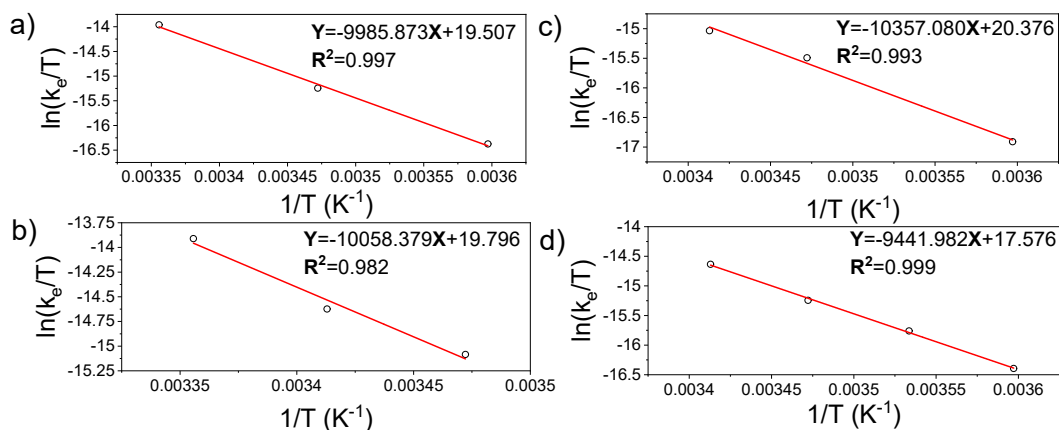 a)
Y=-9985.873X+19.507
R²=0.997
-14
-14.5
-15
-15.5
-16
-16.5
ln(kₑ/T)
0.00335 0.0034 0.00345 0.0035 0.00355 0.0036
1/T (K⁻¹)
c)
Y=-10357.080X+20.376
R²=0.993
-15
-15.5
-16
-16.5
-17
ln(kₑ/T)
0.0034 0.00345 0.0035 0.00355 0.0036
1/T (K⁻¹)
b)
Y=-10058.379X+19.796
R²=0.982
-13.75
-14
-14.25
-14.5
-14.75
-15
-15.25
ln(kₑ/T)
0.00335 0.0034 0.00345 0.0035
1/T (K⁻¹)
d)
Y=-9441.982X+17.576
R²=0.999
-14
-14.5
-15
-15.5
-16
-16.5
ln(kₑ/T)
0.0034 0.00345 0.0035 0.00355 0.0036
1/T (K⁻¹)